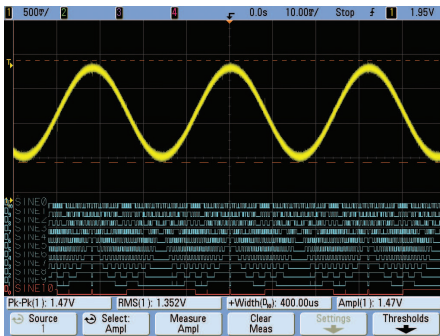 1 500mV/ 2 3 4 0.0s 10.00ms/ Stop 1 1.95V
T
SINE0
SINE1
SINE2
SINE3
SINE4
SINE5
SINE6
SINE7
SINE8
SINE9
SINE10
Pk-Pk(1): 1.47V RMS(1): 1.352V +Width(D10): 400.00us Ampl(1): 1.47V
Source Select: Measure Clear Settings Thresholds
1 Ampl Ampl Meas